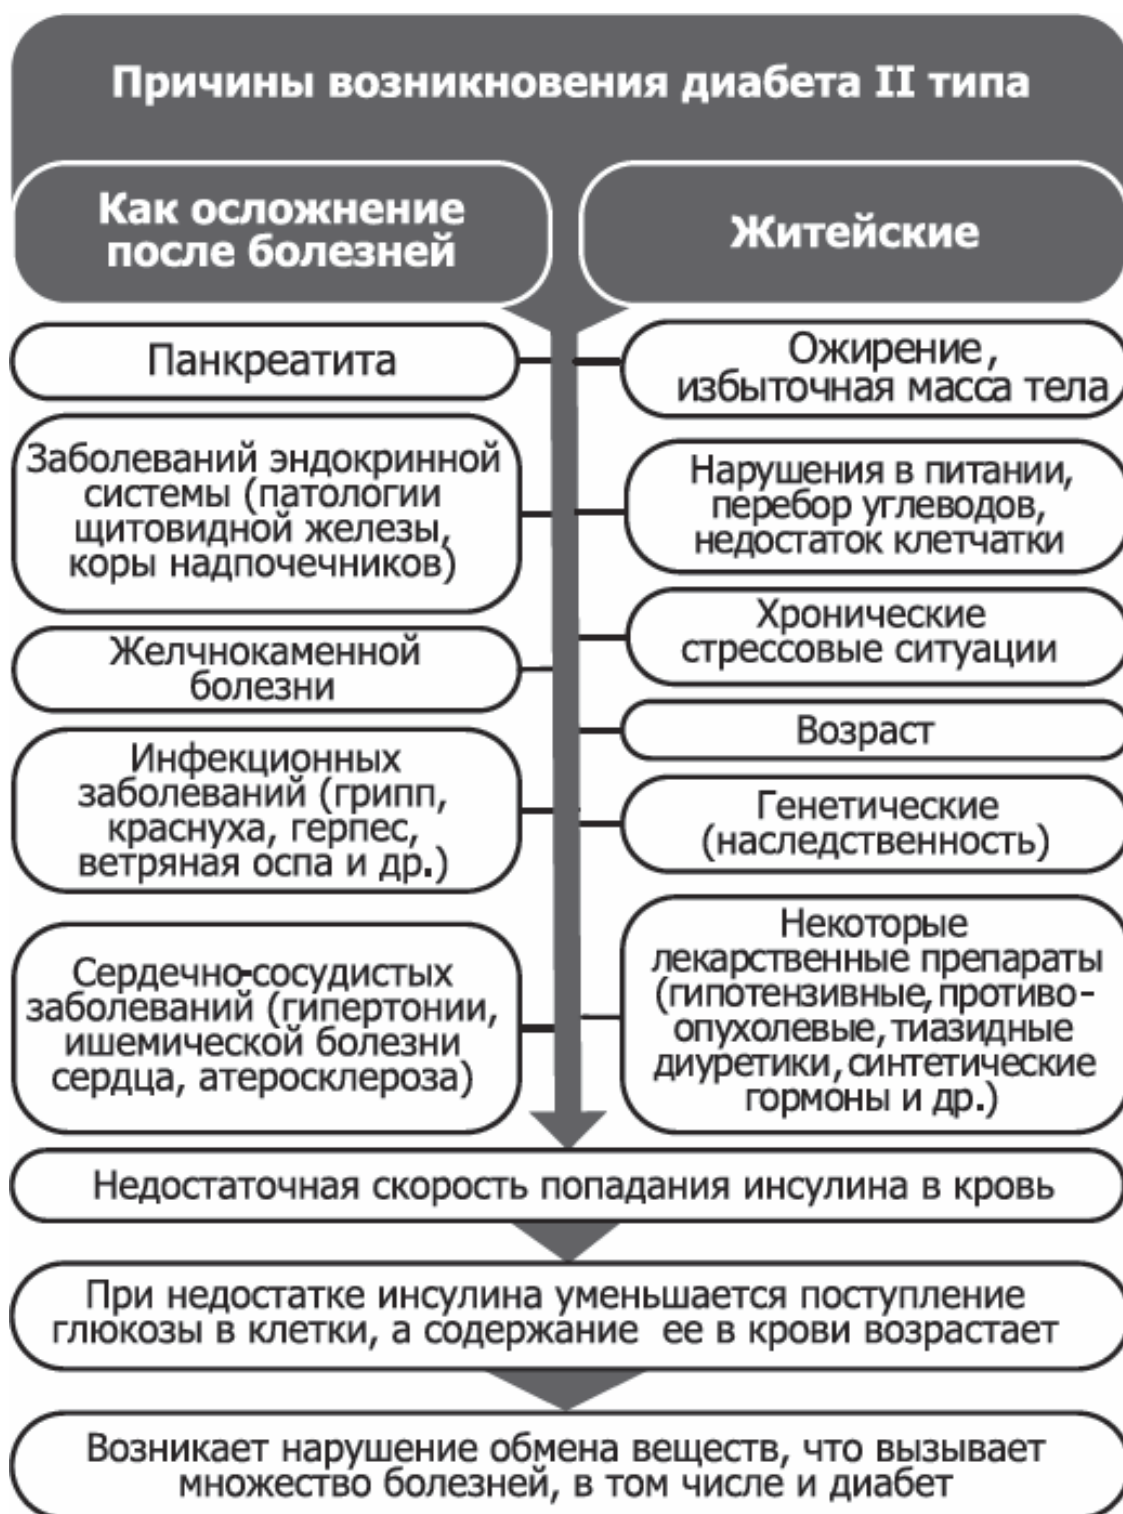 Причины возникновения диабета II типа
Как осложнение
после болезней
Житейские
Панкреатита
Заболеваний эндокринной
системы (патологии
щитовидной железы,
коры надпочечников)
Желчнокаменной
болезни
Инфекционных
заболеваний (грипп,
краснуха, герпес,
ветряная оспа и др.)
Сердечно-сосудистых
заболеваний (гипертонии,
ишемической болезни
сердца, атеросклероза)
Ожирение,
избыточная масса тела
Нарушения в питании,
перебор углеводов,
недостаток клетчатки
Хронические
стрессовые ситуации
Возраст
Генетические
(наследственность)
Некоторые
лекарственные препараты
(гипотензивные, противо-
опухолевые, тиазидные
диуретики, синтетические
гормоны и др.)
Недостаточная скорость попадания инсулина в кровь
При недостатке инсулина уменьшается поступление
глюкозы в клетки, а содержание ее в крови возрастает
Возникает нарушение обмена веществ, что вызывает
множество болезней, в том числе и диабет